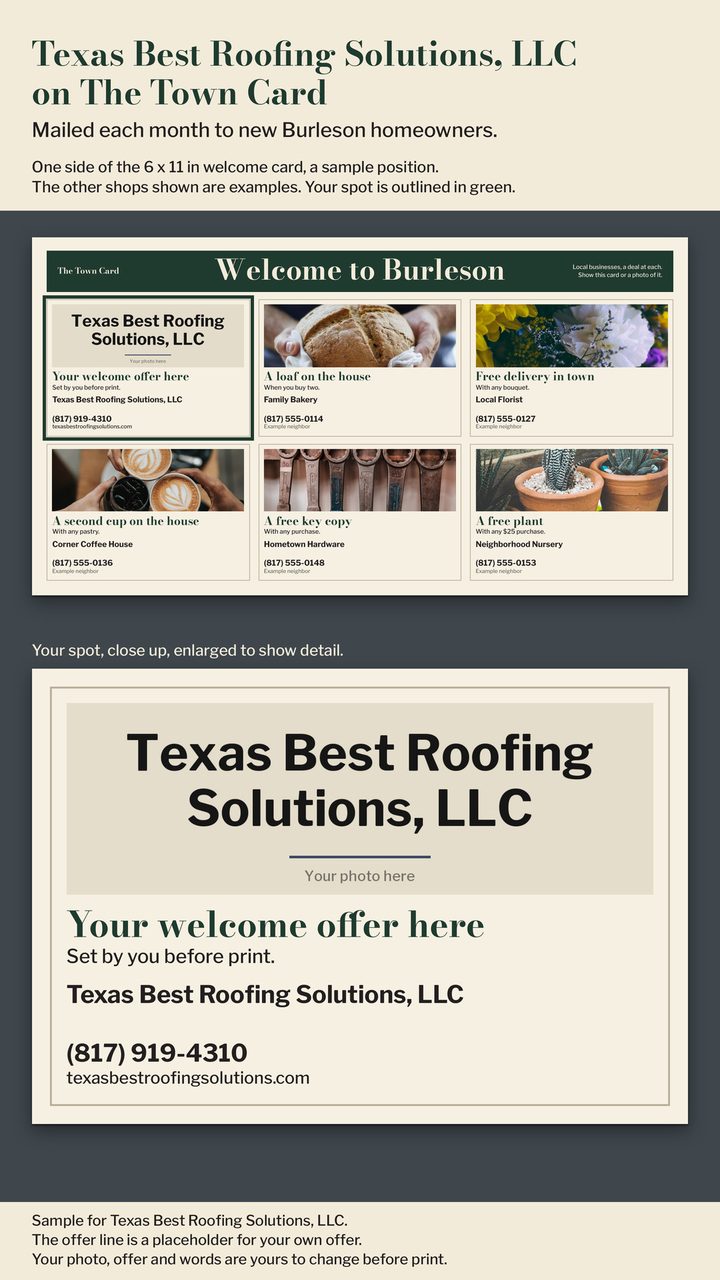 Texas Best Roofing Solutions, LLC
on The Town Card
Mailed each month to new Burleson homeowners.
One side of the 6 x 11 in welcome card, a sample position.
The other shops shown are examples. Your spot is outlined in green.
The Town Card
Welcome to Burleson
Local businesses, a deal at each.
Show this card or a photo of it.
Texas Best Roofing
Solutions, LLC
Your photo here
Your welcome offer here
Set by you before print.
Texas Best Roofing Solutions, LLC
(817) 919-4310
texasbestroofingsolutions.com
A loaf on the house
When you buy two.
Family Bakery
(817) 555-0114
Example neighbor
Free delivery in town
With any bouquet.
Local Florist
(817) 555-0127
Example neighbor
A second cup on the house
With any pastry.
Corner Coffee House
(817) 555-0136
Example neighbor
A free key copy
With any purchase.
Hometown Hardware
(817) 555-0148
Example neighbor
A free plant
With any $25 purchase.
Neighborhood Nursery
(817) 555-0153
Example neighbor
Your spot, close up, enlarged to show detail.
Texas Best Roofing
Solutions, LLC
Your photo here
Your welcome offer here
Set by you before print.
Texas Best Roofing Solutions, LLC
(817) 919-4310
texasbestroofingsolutions.com
Sample for Texas Best Roofing Solutions, LLC.
The offer line is a placeholder for your own offer.
Your photo, offer and words are yours to change before print.